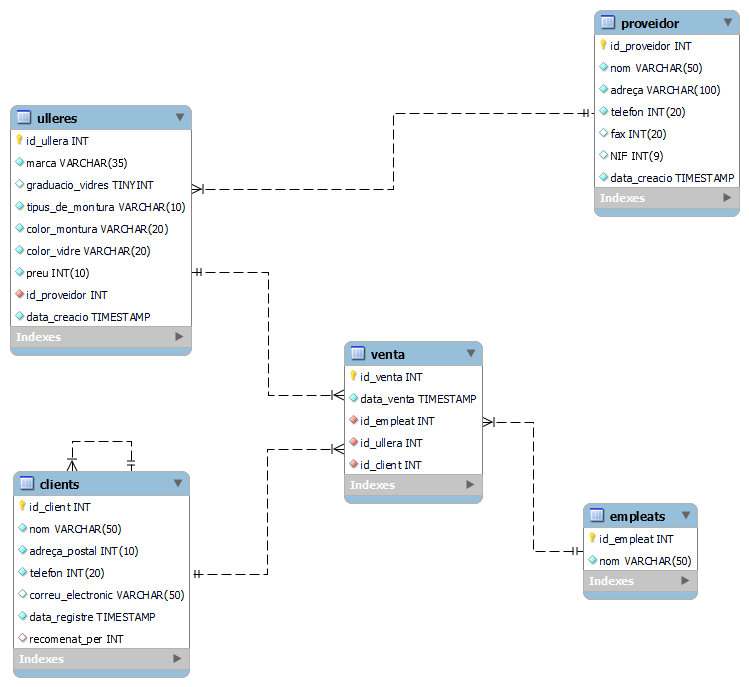 proveidor
id_proveidor INT
nom VARCHAR(50)
adreça VARCHAR(100)
telefon INT(20)
fax INT(20)
NIF INT(9)
data_creacio TIMESTAMP
Indexes
ulleres
id_ullera INT
marca VARCHAR(35)
graduacio_vidres TINYINT
tipus_de_montura VARCHAR(10)
color_montura VARCHAR(20)
color_vidre VARCHAR(20)
preu INT(10)
id_proveidor INT
data_creacio TIMESTAMP
Indexes
venta
id_venta INT
data_venta TIMESTAMP
id_empleat INT
id_ullera INT
id_client INT
Indexes
clients
id_client INT
nom VARCHAR(50)
adreça_postal INT(10)
telefon INT(20)
correu_electronic VARCHAR(50)
data_registre TIMESTAMP
recomenat_per INT
Indexes
empleats
id_empleat INT
nom VARCHAR(50)
Indexes